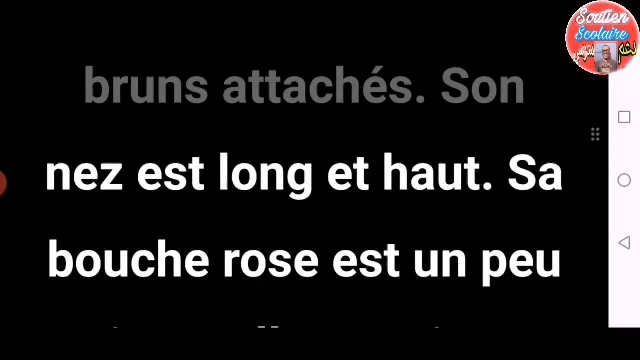 Soutien
Scolaire
bruns attachés. Son
nez est long et haut. Sa
bouche rose est un peu